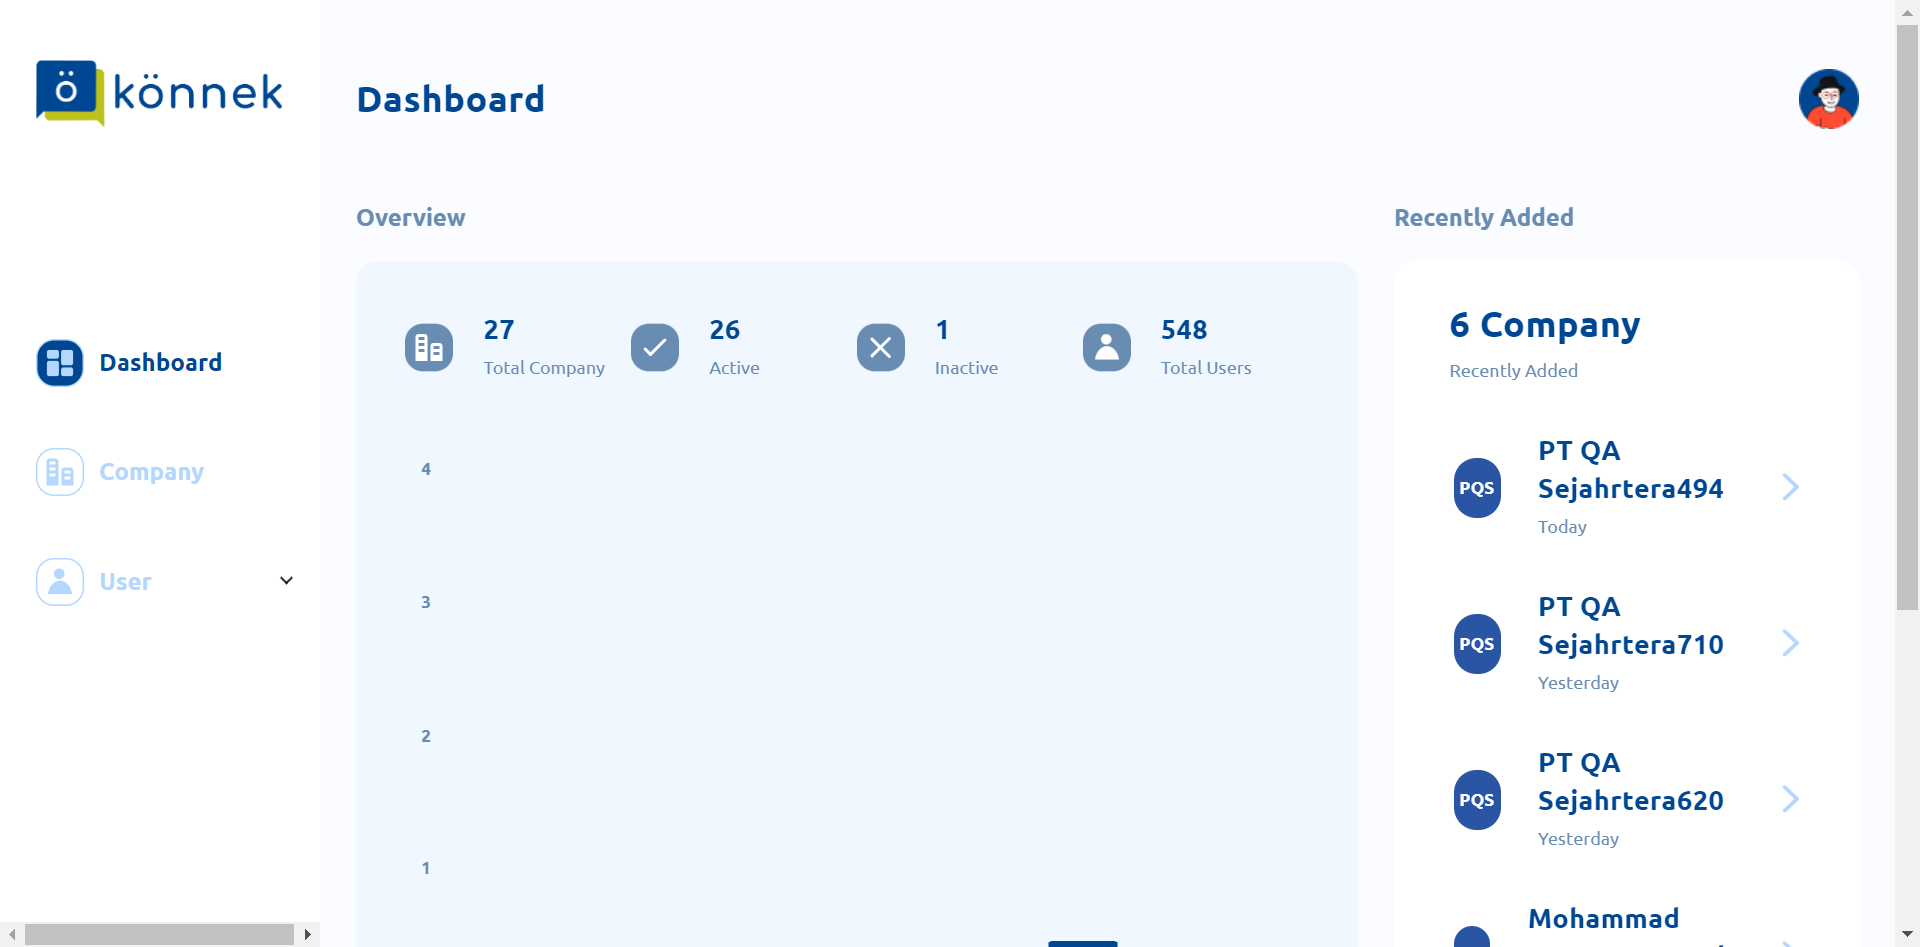 ö könnek
Dashboard
Dashboard
Company
User
Overview
27
Total Company
26
Active
1
Inactive
548
Total Users
4
3
2
1
Recently Added
6 Company
Recently Added
PQS
PT QA
Sejahrtera494
Today
PQS
PT QA
Sejahrtera710
Yesterday
PQS
PT QA
Sejahrtera620
Yesterday
Mohammad